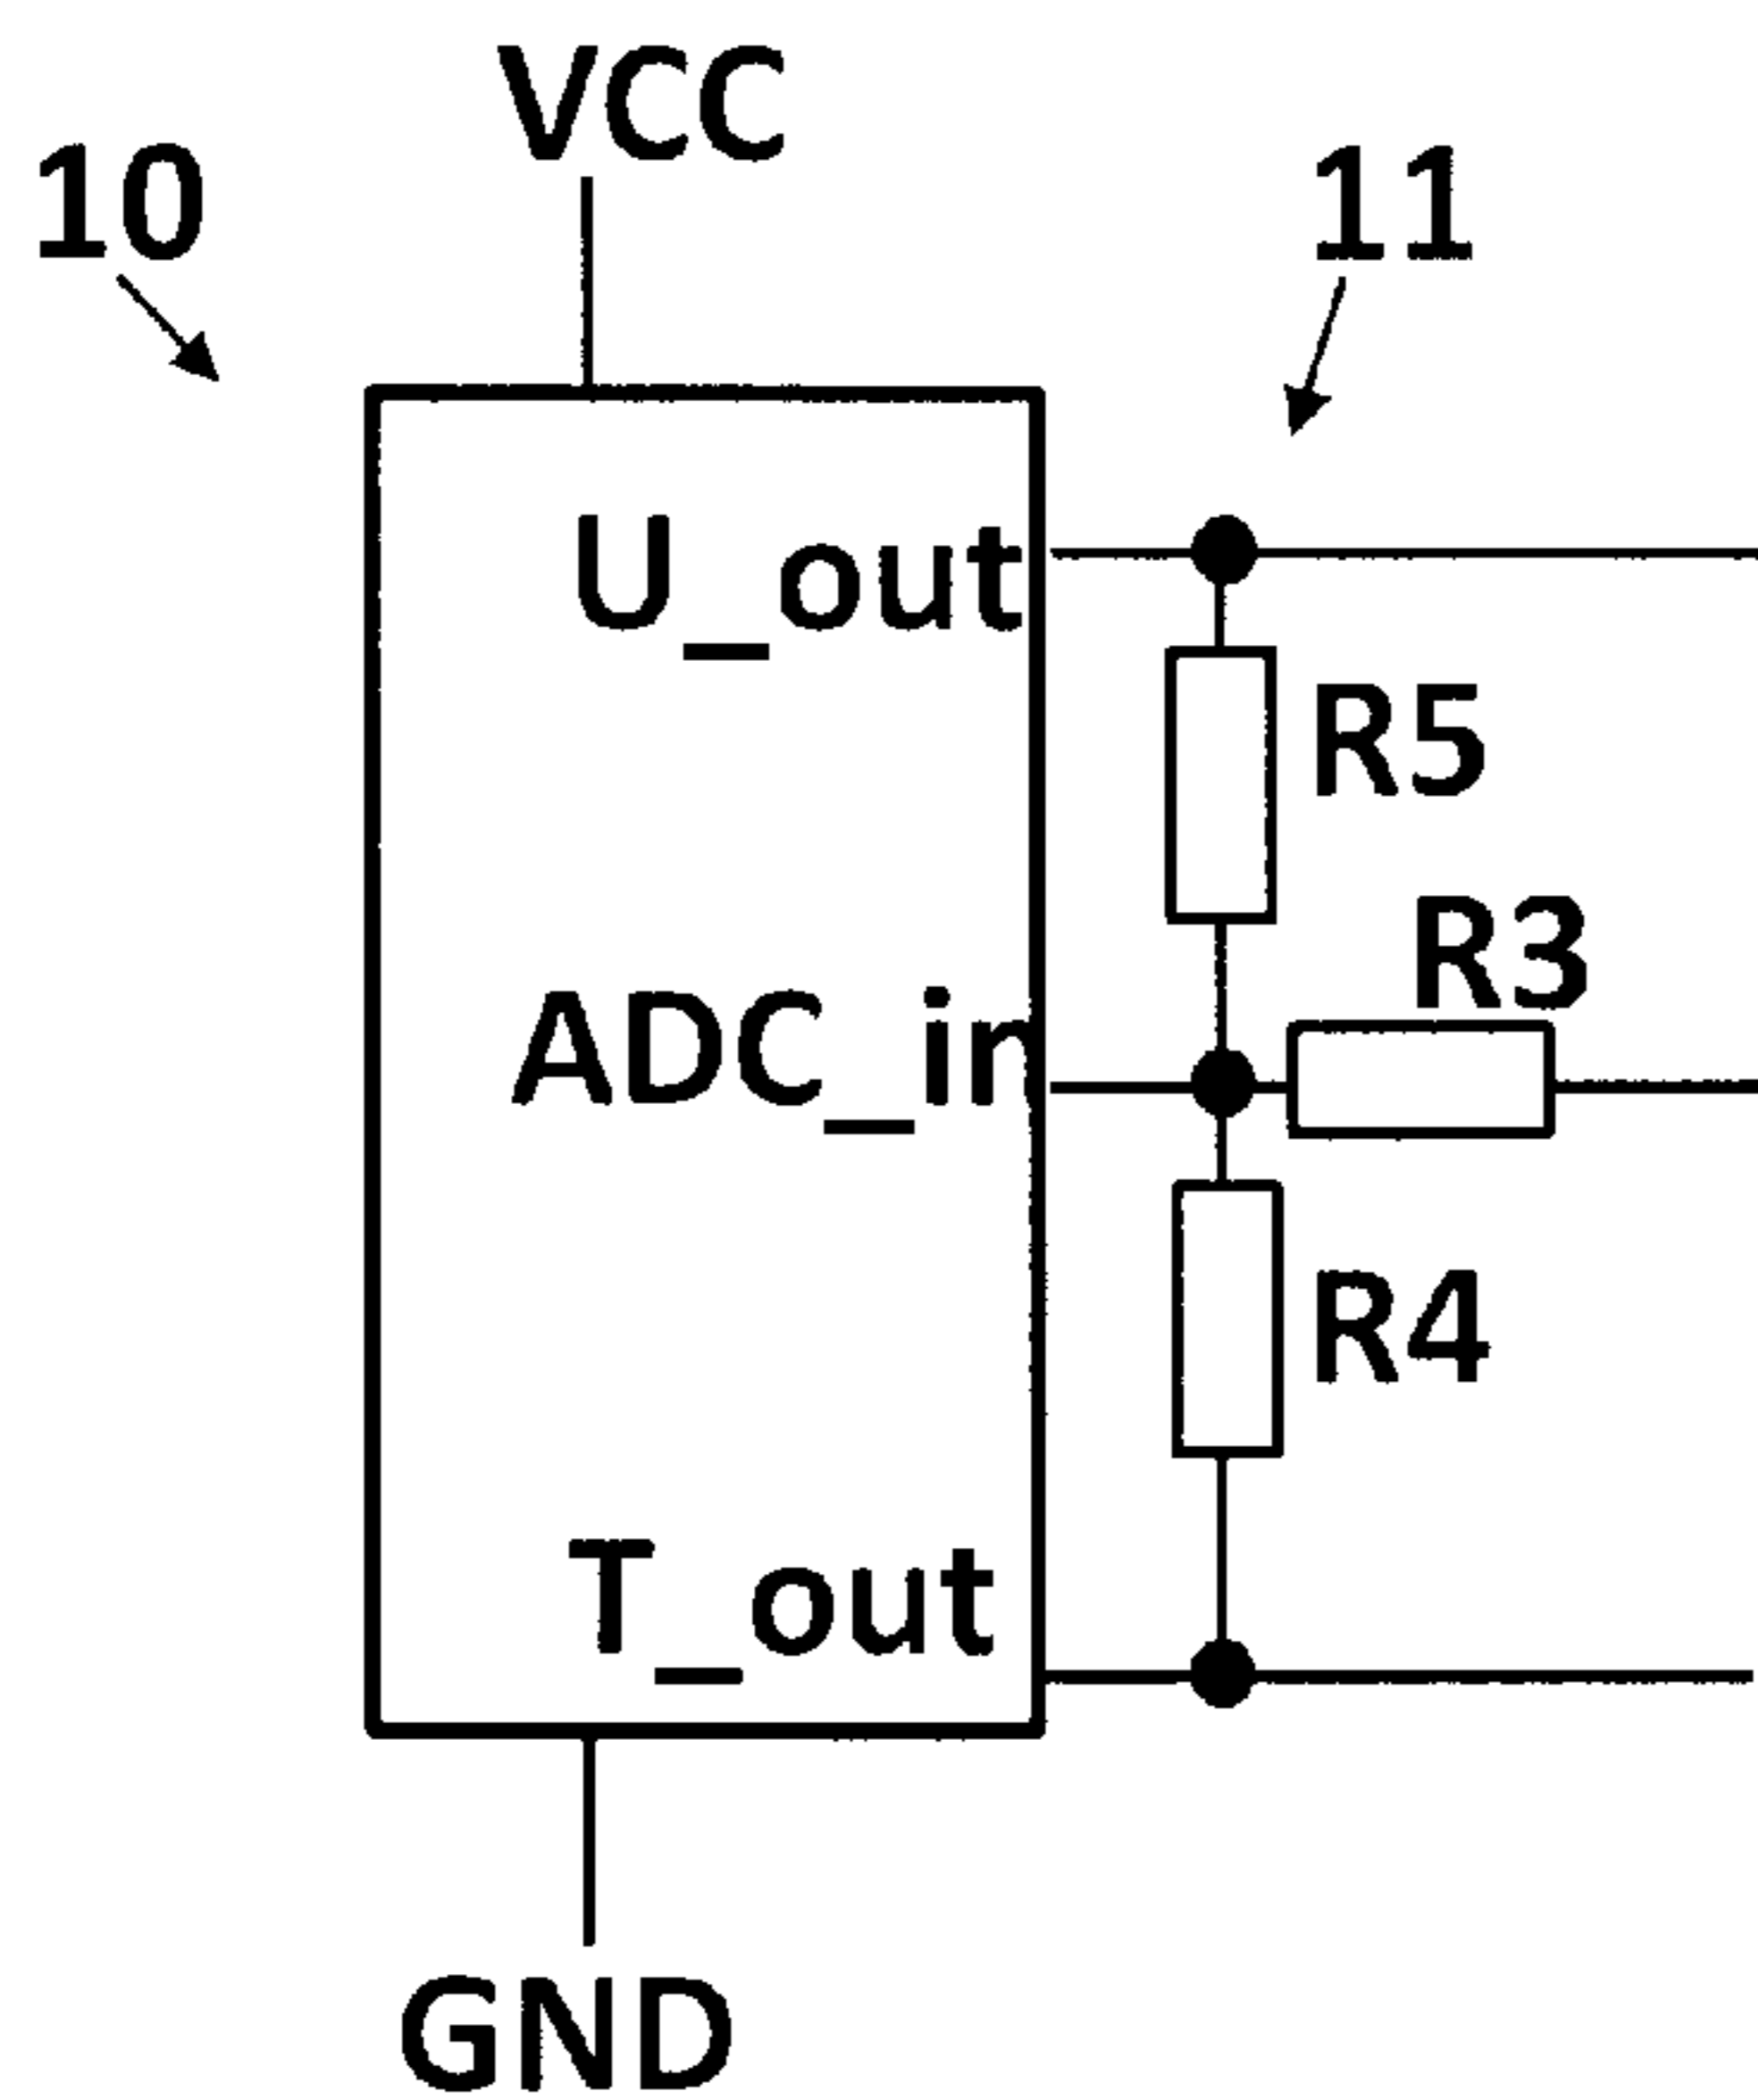 VCC
10
11
U_out
R5
R3
ADC_in
R4
T_out
GND